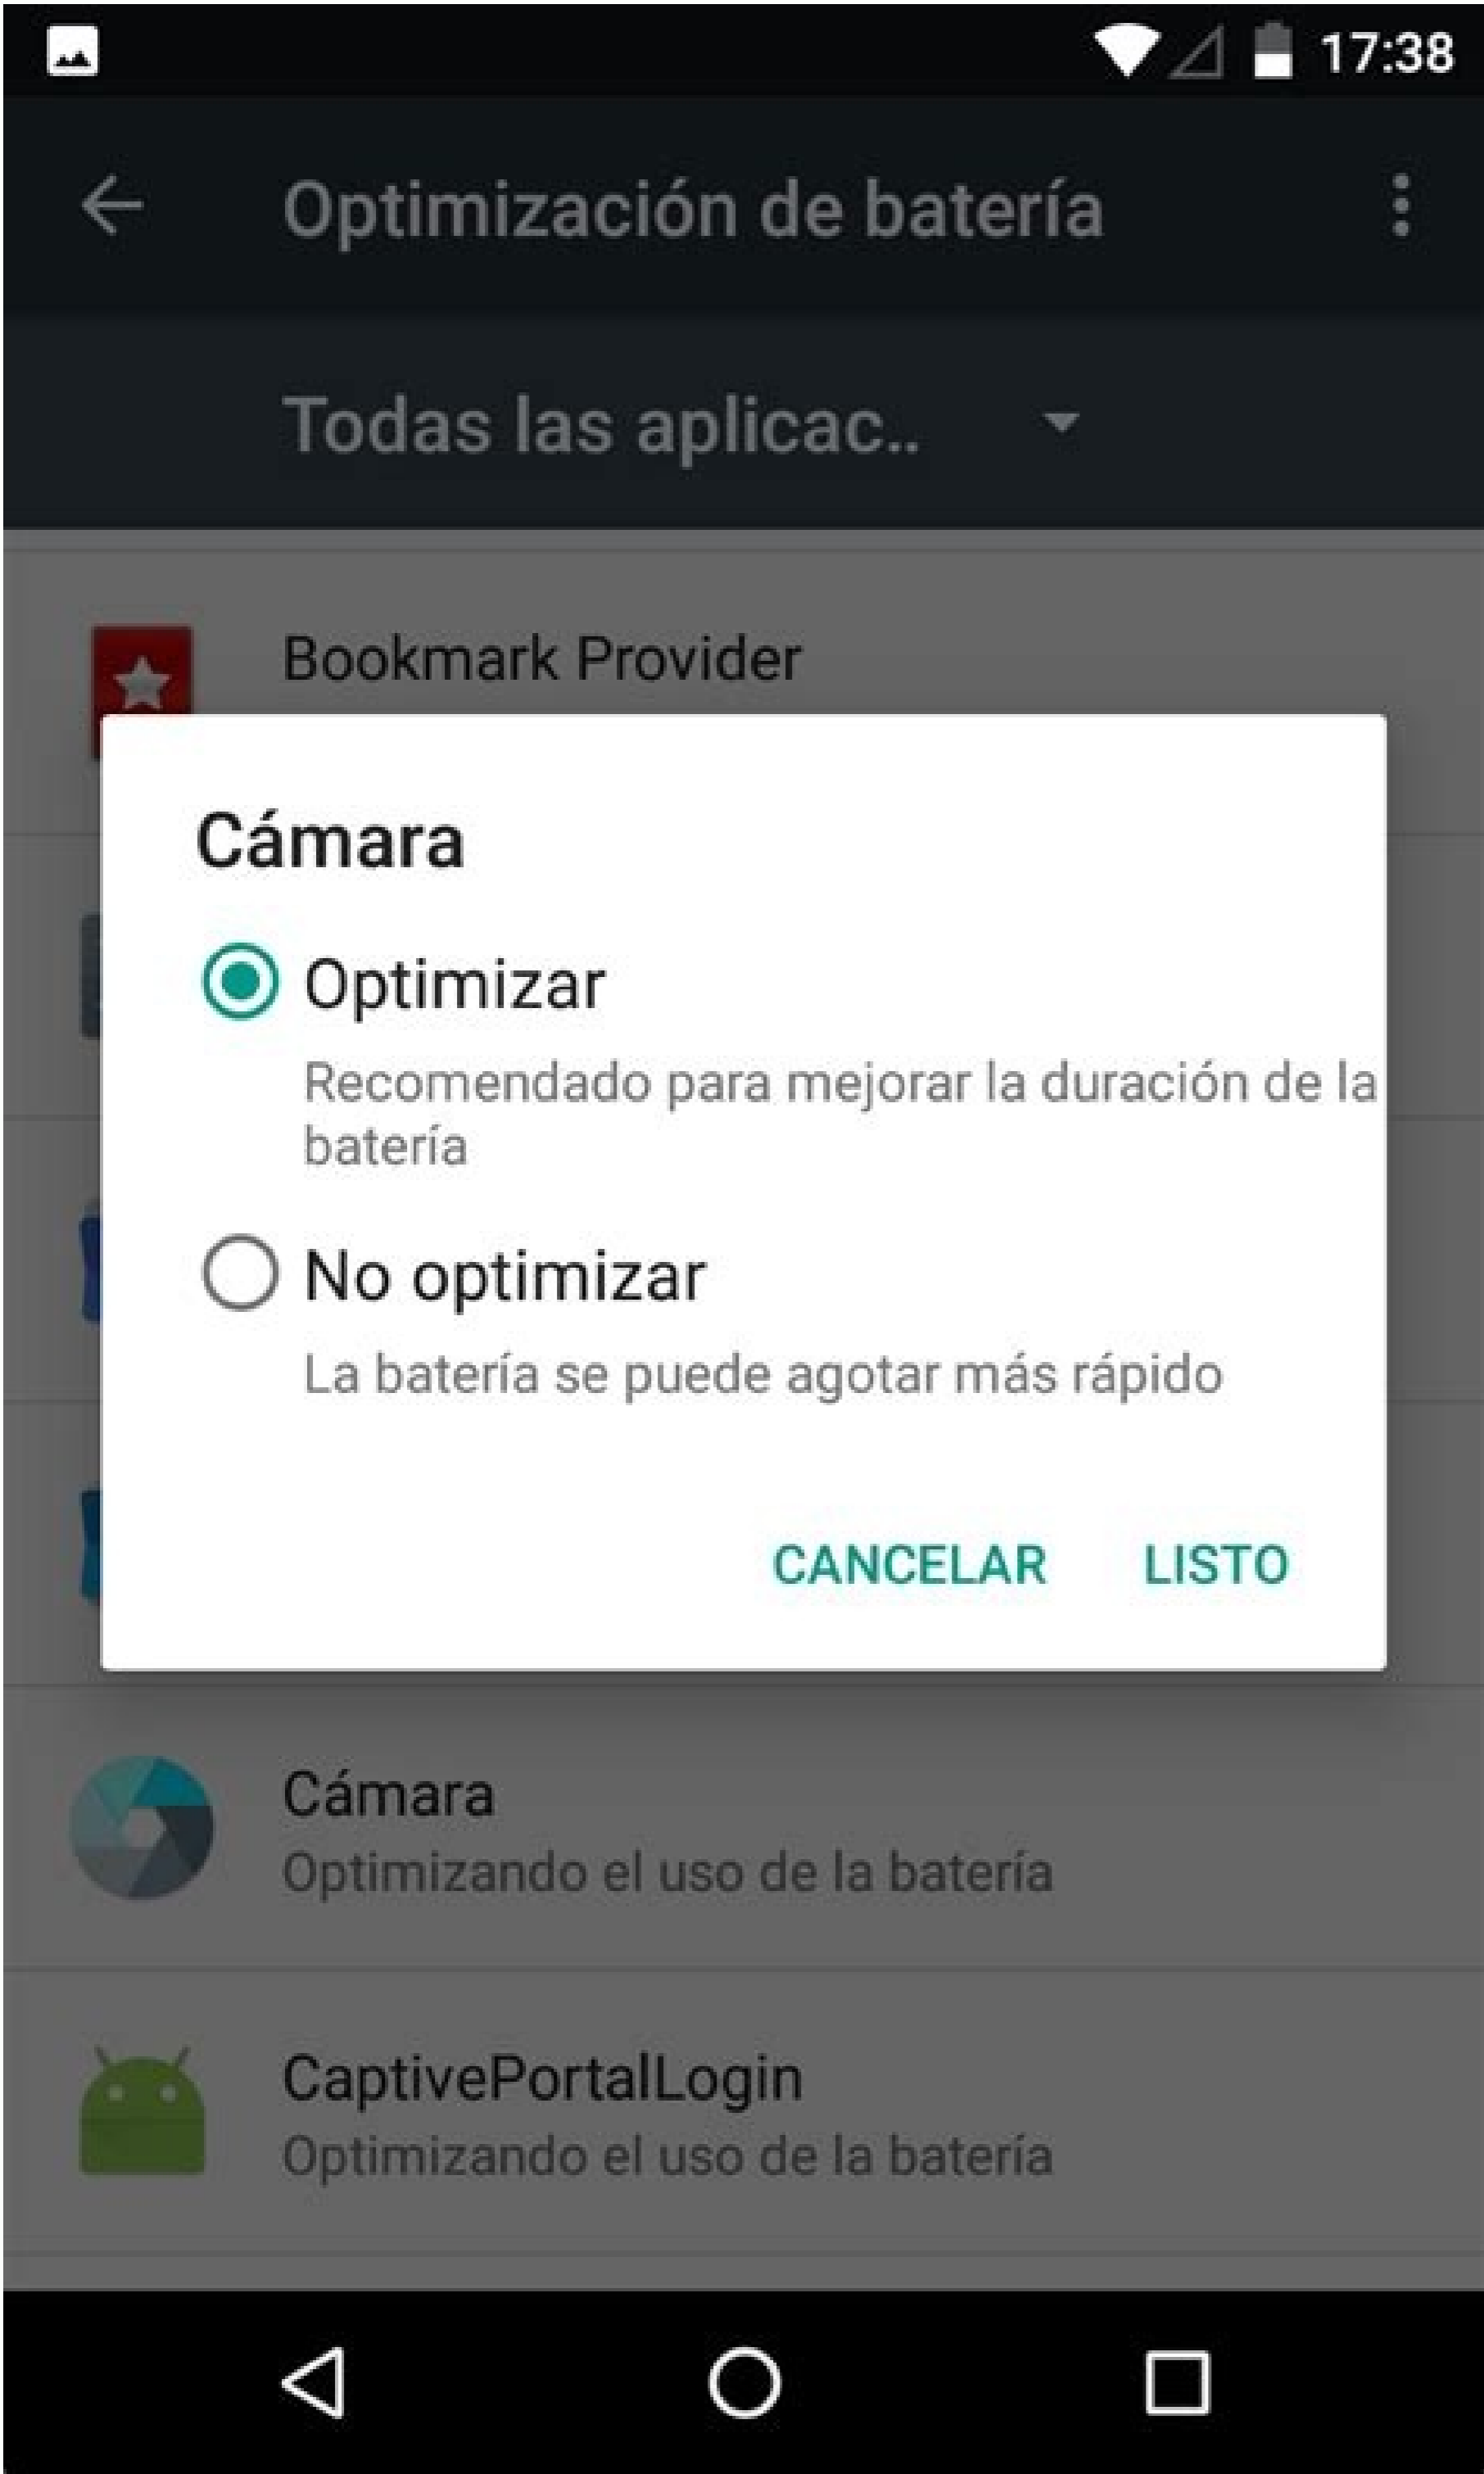 17:38
Optimización de batería
Todas las aplicac..
Bookmark Provider
Cámara
Optimizar
Recomendado para mejorar la duración de la
batería
No optimizar
La batería se puede agotar más rápido
CANCELAR LISTO
Cámara
Optimizando el uso de la batería
CaptivePortalLogin
Optimizando el uso de la batería